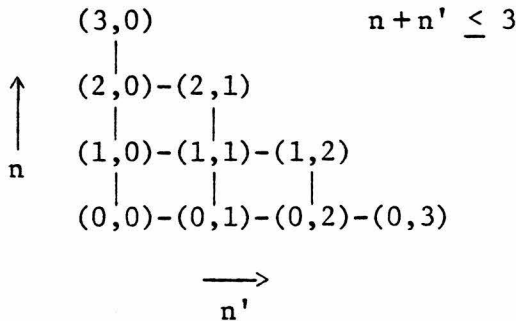 (3,0) n+n' ≤ 3
(2,0)-(2,1)
n
(1,0)-(1,1)-(1,2)
(0,0)-(0,1)-(0,2)-(0,3)
n'